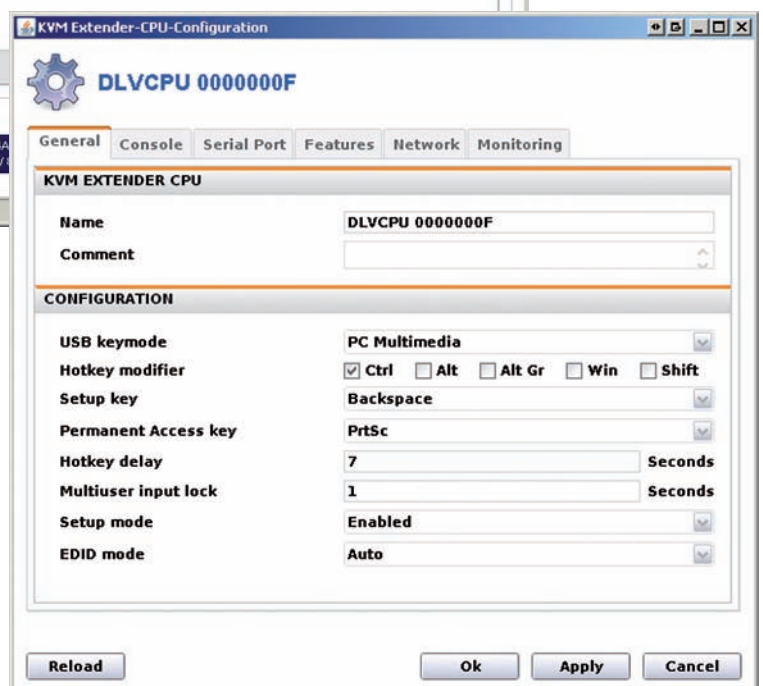 KVM Extender-CPU-Configuration
DLVCPU 0000000F
General Console Serial Port Features Network Monitoring
KVM EXTENDER CPU
Name DLVCPU 0000000F
Comment
CONFIGURATION
USB keymode PC Multimedia
Hotkey modifier Ctrl Alt Alt Gr Win Shift
Setup key Backspace
Permanent Access key PrtSc
Hotkey delay 7 Seconds
Multiuser input lock 1 Seconds
Setup mode Enabled
EDID mode Auto
Reload Ok Apply Cancel